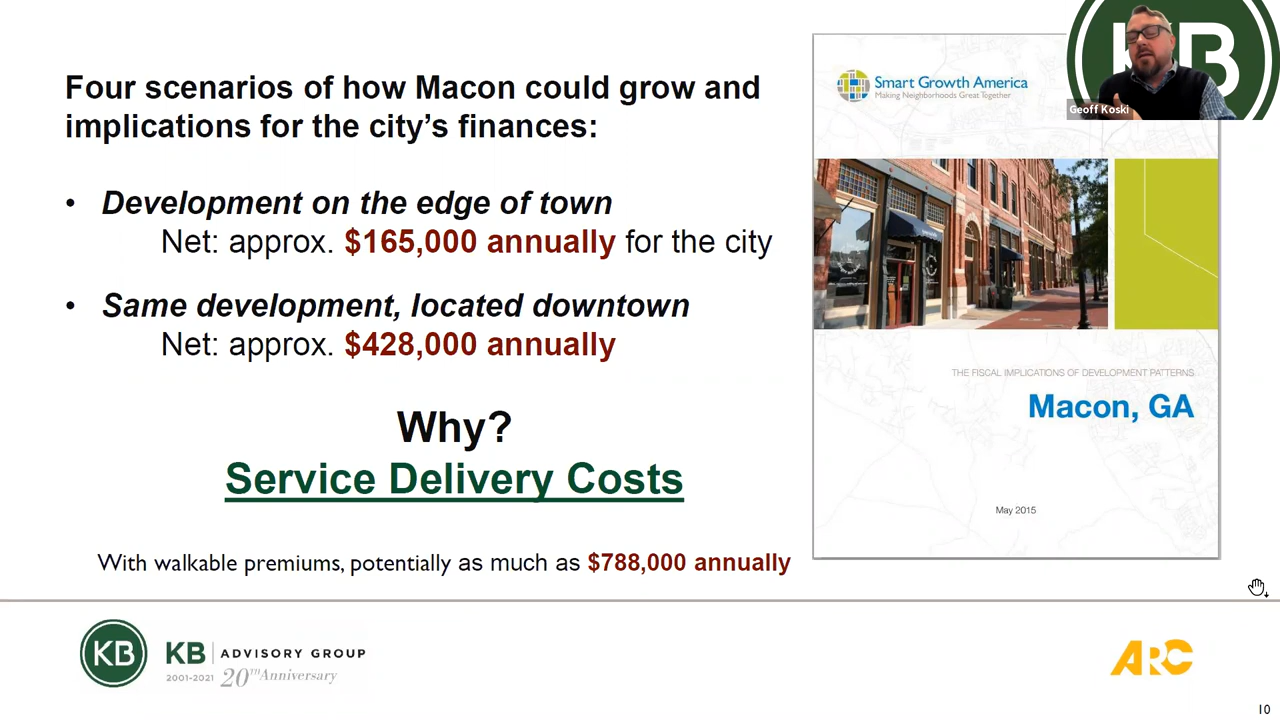 Four scenarios of how Macon could grow and
implications for the city's finances:
• Development on the edge of town
Net: approx. $165,000 annually for the city
• Same development, located downtown
Net: approx. $428,000 annually
Why?
Service Delivery Costs
With walkable premiums, potentially as much as $788,000 annually
Smart Growth America
Making Neighborhoods Great Together
THE FISCAL IMPLICATIONS OF DEVELOPMENT PATTERNS
Macon, GA
May 2015
KB
Geoff Koski
KB
KB ADVISORY GROUP
2001-2021 20th Anniversary
ARC
10